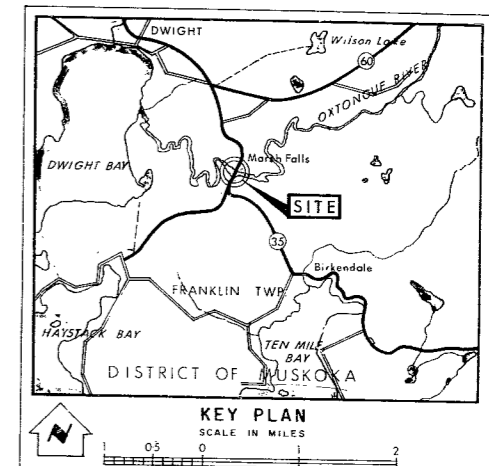 DWIGHT
Wilson Lake
60
OXTONGUE RIVER
DWIGHT BAY
Marsh Falls
SITE
35
Birkendale
FRANKLIN TWP
HAYSTACK BAY
TEN MILE
BAY
DISTRICT OF MUSKOKA
N
KEY PLAN
SCALE IN MILES
1 0·5 0 1 2